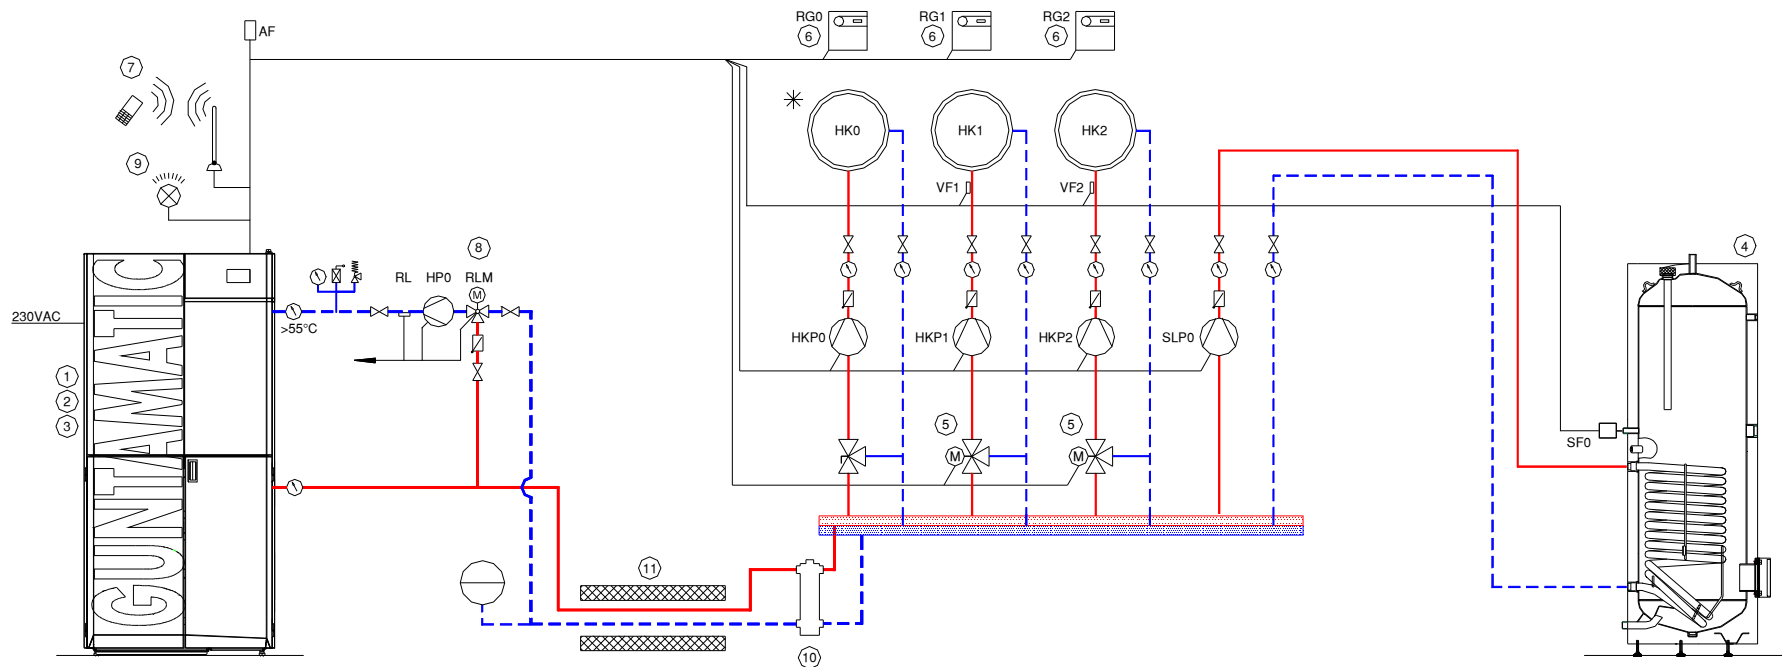 AF
RG0
6
RG1
6
RG2
6
7
9
HK0
HK1
HK2
VF1
VF2
8
4
RL
HP0
RLM
M
230VAC
>55°C
HKP0
HKP1
HKP2
SLP0
1
2
3
GUNTAMATIC
5
5
M
M
SF0
11
10